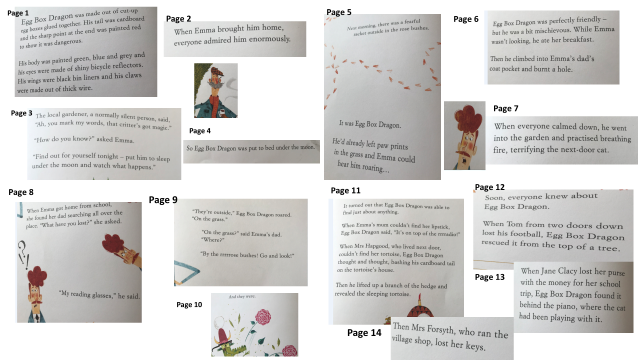 Page 1
Egg Box Dragon was made out of cut-up
egg boxes glued together. His tail was cardboard
and the sharp point at the end was painted red
to show it was dangerous.
His body was painted green, blue and grey and
his eyes were made of shiny bicycle reflectors.
His wings were black bin liners and his claws
were made out of thick wire.
Page 2
When Emma brought him home,
everyone admired him enormously.
Page 3
The local gardener, a normally silent person, said,
"Ah, you mark my words, that critter's got magic."
"How do you know?" asked Emma.
"Find out for yourself tonight – put him to sleep
under the moon and watch what happens."
Page 4
So Egg Box Dragon was put to bed under the moon.
Page 5
Next morning, there was a fearful
racket outside in the rose bushes.
It was Egg Box Dragon.
He'd already left paw prints
in the grass and Emma could
hear him roaring...
Page 6
Egg Box Dragon was perfectly friendly –
but he was a bit mischievous. While Emma
wasn't looking, he ate her breakfast.
Then he climbed into Emma's dad's
coat pocket and burnt a hole.
Page 7
When everyone calmed down, he went
into the garden and practised breathing
fire, terrifying the next-door cat.
Page 8
When Emma got home from school,
she found her dad searching all over the
place. "What have you lost?" she asked.
?!
"My reading glasses," he said.
Page 9
"They're outside," Egg Box Dragon roared.
"On the grass."
"On the grass?" said Emma's dad.
"Where?"
"By the bushes! Go and look!"
Page 10
And they were.
Page 11
It turned out that Egg Box Dragon was able to
find just about anything.
When Emma's mum couldn't find her lipstick,
Egg Box Dragon said, "It's on top of the"
When Mrs Hapgood, who lived next door,
couldn't find her tortoise, Egg Box Dragon
thought and thought, bashing his cardboard tail
on the tortoise's house.
Then he lifted up a branch of the hedge and
revealed the sleeping tortoise.
Page 12
Soon, everyone knew about
Egg Box Dragon.
When Tom from two doors down
lost his football, Egg Box Dragon
rescued it from the top of a tree.
Page 13
When Jane Clacy lost her purse
with the money for her school
trip, Egg Box Dragon found it
behind the piano, where the cat
had been playing with it.
Page 14
Then Mrs Forsyth, who ran the
village shop, lost her keys.